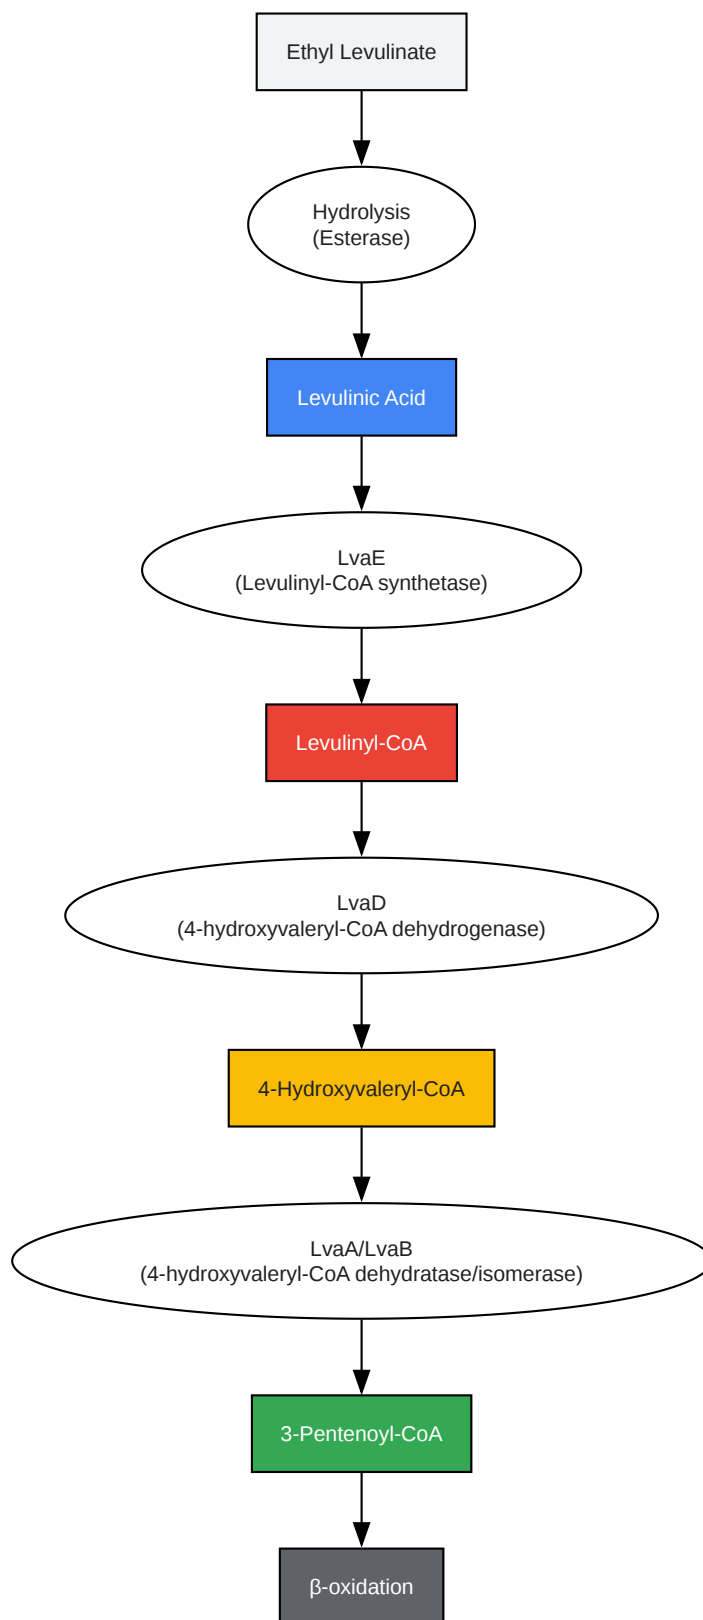 Ethyl Levulinate
Hydrolysis
(Esterase)
Levulinic Acid
LvaE
(Levulinyl-CoA synthetase)
Levulinyl-CoA
LvaD
(4-hydroxyvaleryl-CoA dehydrogenase)
4-Hydroxyvaleryl-CoA
LvaA/LvaB
(4-hydroxyvaleryl-CoA dehydratase/isomerase)
3-Pentenoyl-CoA
β-oxidation